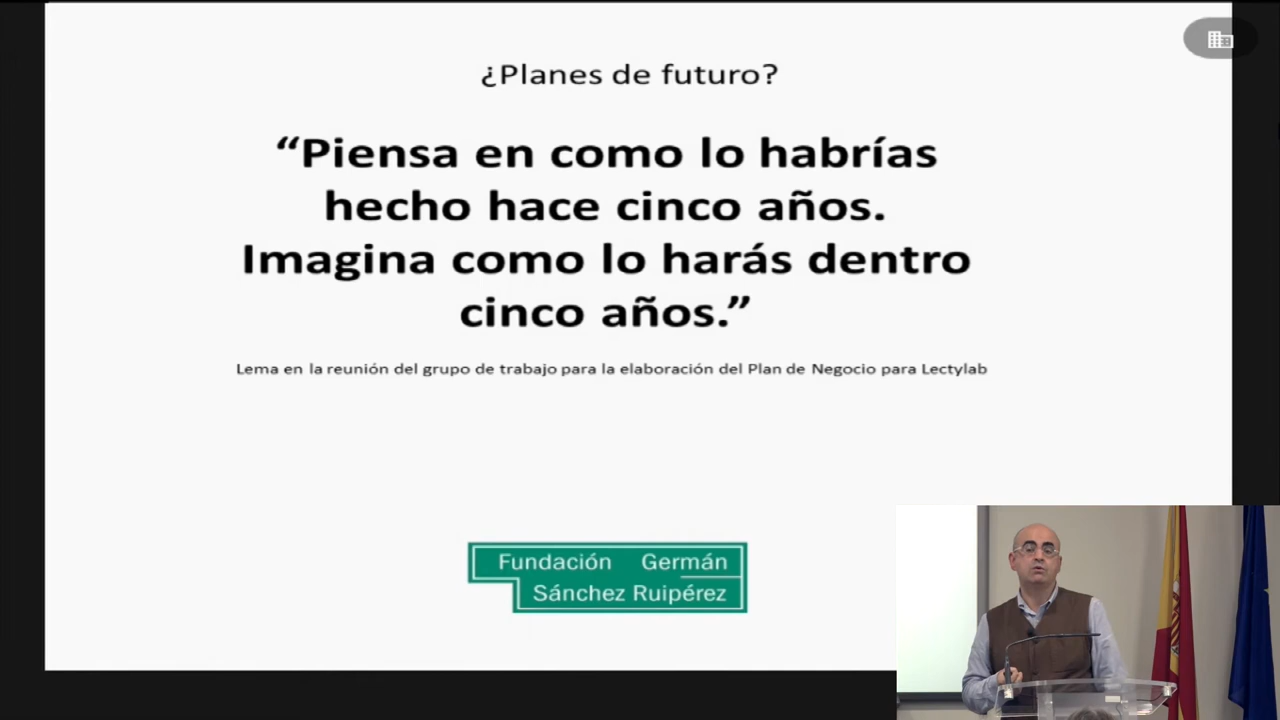 ¿Planes de futuro?
“Piensa en como lo habrías
hecho hace cinco años.
Imagina como lo harás dentro
cinco años.”
Lema en la reunión del grupo de trabajo para la elaboración del Plan de Negocio para Lectylab
Fundación Germán
Sánchez Ruipérez